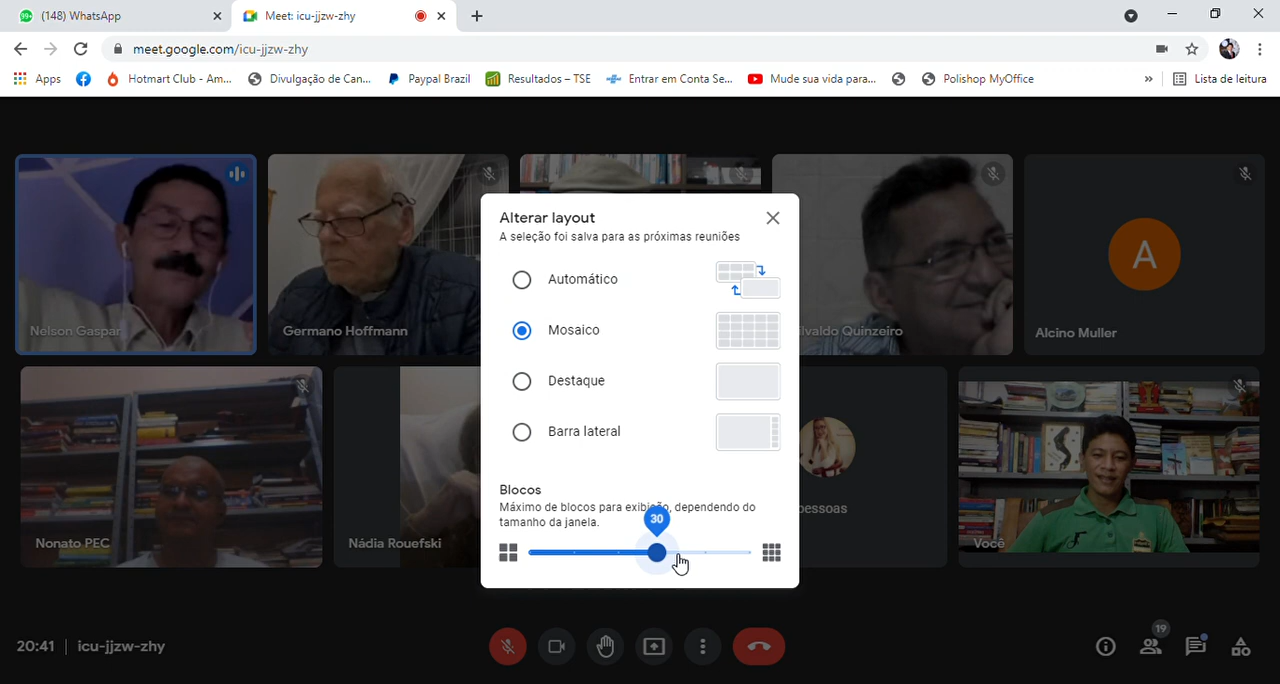 99+ (148) WhatsApp
Meet: icu-jjzw-zhy
meet.google.com/icu-jjzw-zhy
Apps
Hotmart Club - Am...
Divulgação de Can...
Paypal Brazil
Resultados – TSE
Entrar em Conta Se...
Mude sua vida para...
Polishop MyOffice
»
Lista de leitura
Nelson Gaspar
Germano Hoffmann
ilvaldo Quinzeiro
A
Alcino Muller
Alterar layout
A seleção foi salva para as próximas reuniões
Automático
Mosaico
Destaque
Barra lateral
Blocos
Máximo de blocos para exibição, dependendo do
tamanho da janela.
30
Nonato PEC
Nádia Rouefski
pessoas
Você
20:41 | icu-jjzw-zhy
19